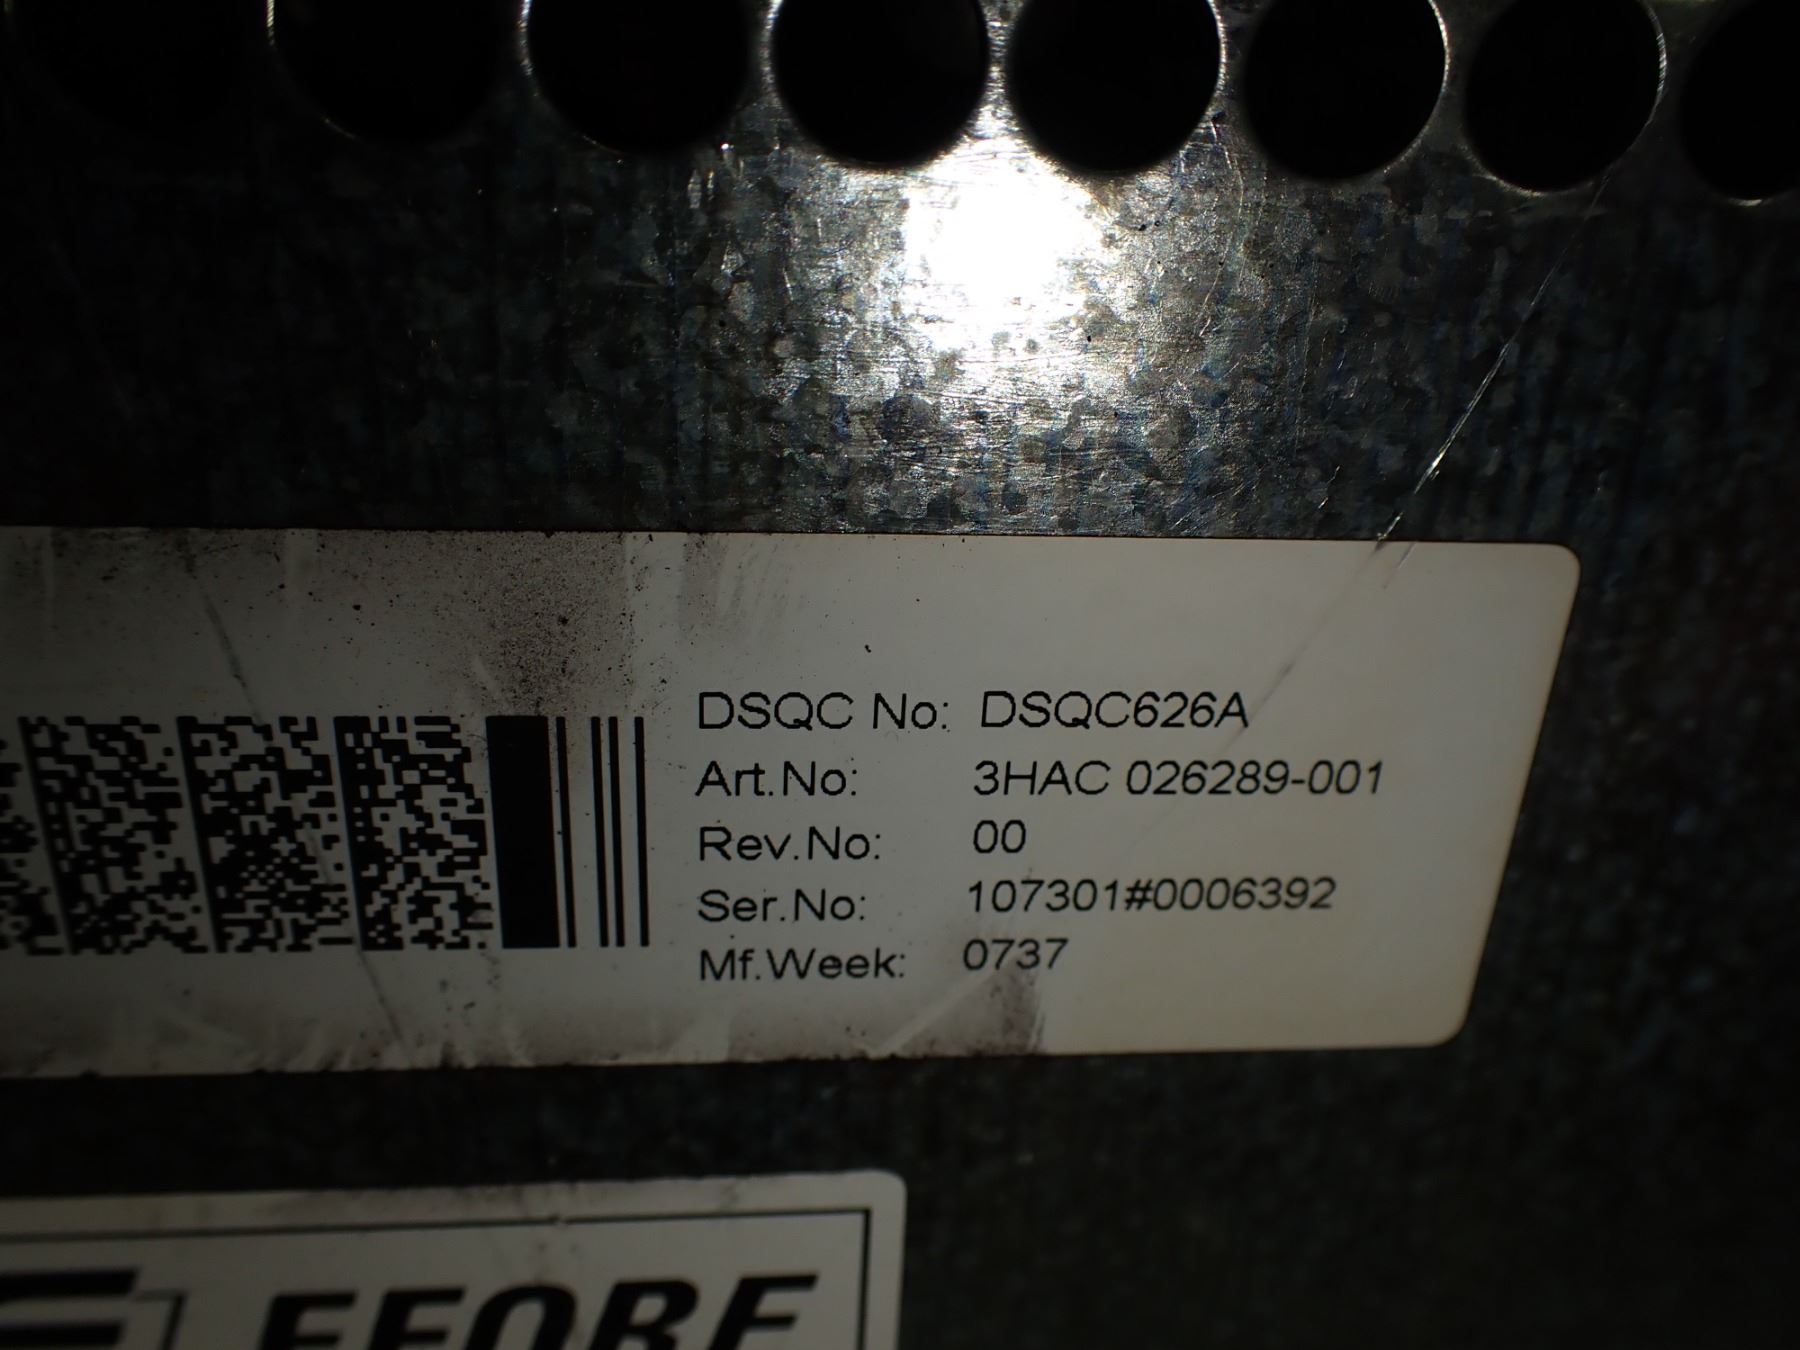 DSQC No: DSQC626A
Art.No: 3HAC 026289-001
Rev.No: 00
Ser.No: 107301#0006392
Mf.Week: 0737